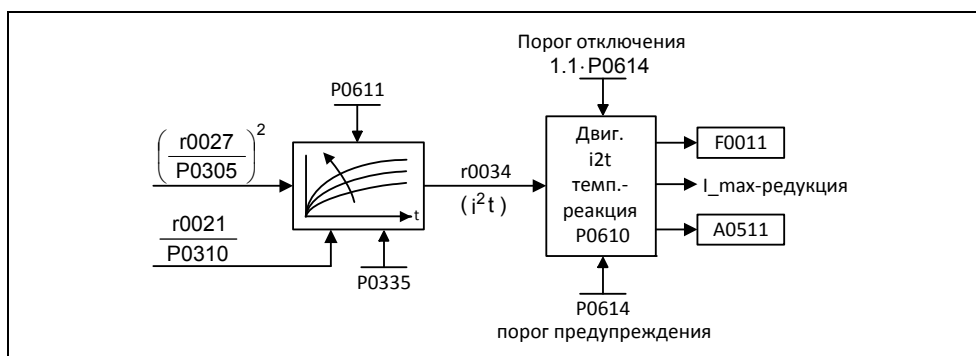 Порог отключения
1.1·P0614
P0611
(r0027
P0305)²
r0021
P0310
t
P0335
r0034
(i²t)
Двиг.
i2t
темп.-
реакция
P0610
F0011
I_max-редукция
A0511
P0614
порог предупреждения